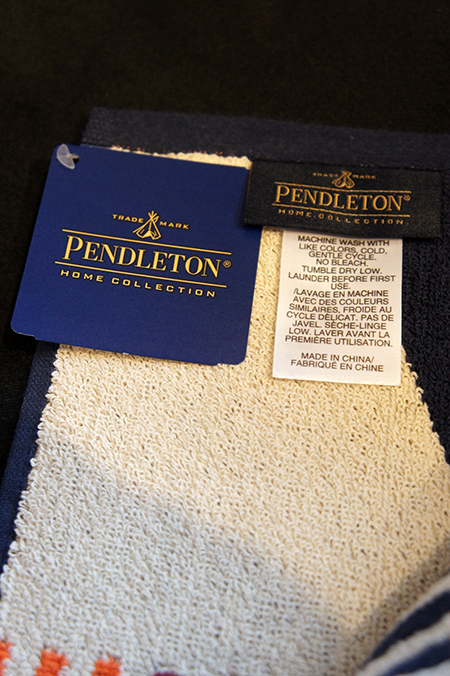 TRADE MARK
PENDLETON®
HOME COLLECTION
PENDLETON®
HOME COLLECTION
MACHINE WASH WITH
LIKE COLORS, COLD,
GENTLE CYCLE.
NO BLEACH.
TUMBLE DRY LOW.
LAUNDER BEFORE FIRST
USE.
/LAVAGE EN MACHINE
AVEC DES COULEURS
SIMILAIRES, FROIDE AU
CYCLE DÉLICAT. PAS DE
JAVEL. SÈCHE-LINGE
LOW. LAVER AVANT LA
PREMIÈRE UTILISATION.
MADE IN CHINA/
FABRIQUÉ EN CHINE